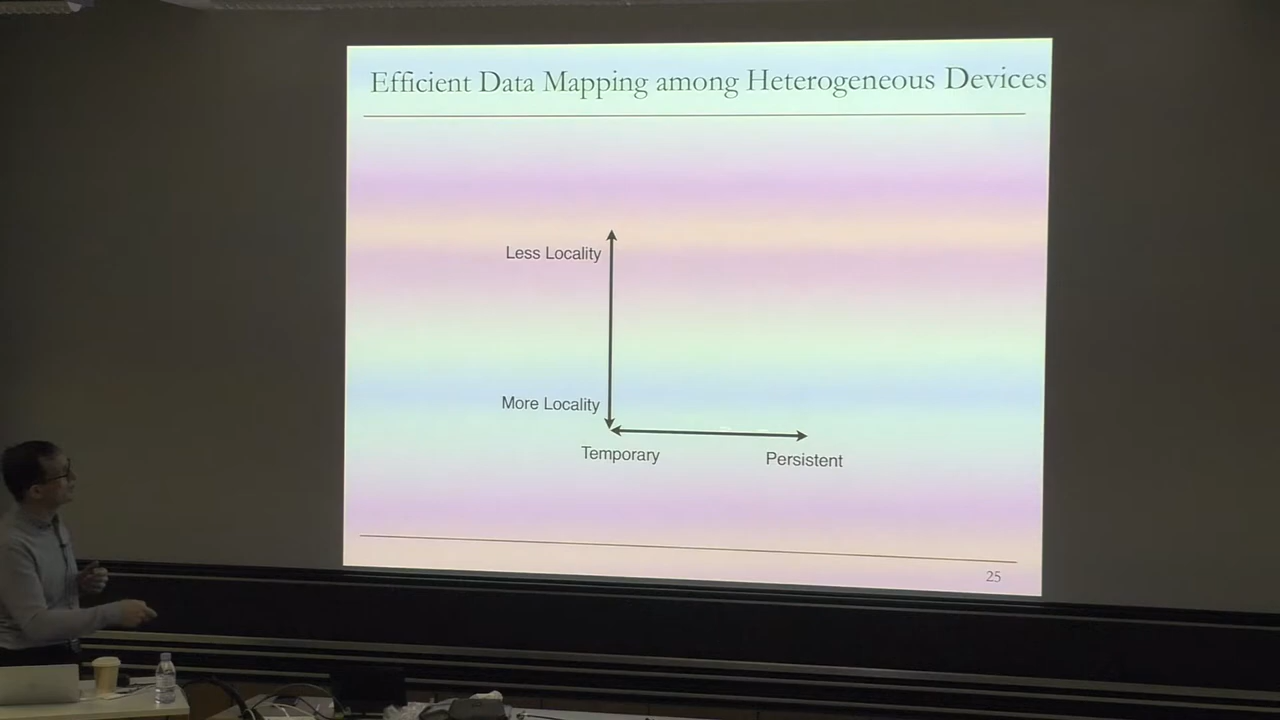 Efficient Data Mapping among Heterogeneous Devices
Less Locality
More Locality
Temporary
Persistent
25